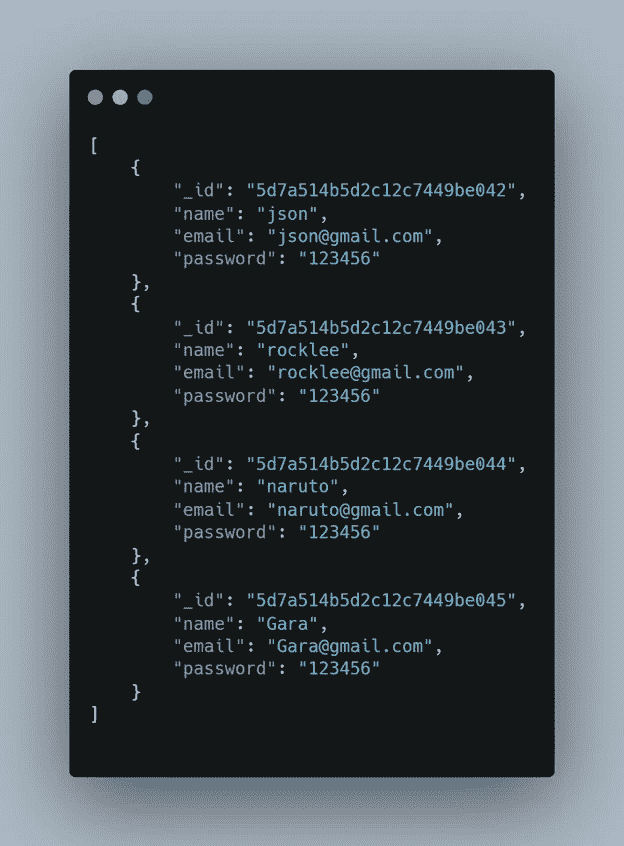 [
    {
        "_id": "5d7a514b5d2c12c7449be042",
        "name": "json",
        "email": "json@gmail.com",
        "password": "123456"
    },
    {
        "_id": "5d7a514b5d2c12c7449be043",
        "name": "rocklee",
        "email": "rocklee@gmail.com",
        "password": "123456"
    },
    {
        "_id": "5d7a514b5d2c12c7449be044",
        "name": "naruto",
        "email": "naruto@gmail.com",
        "password": "123456"
    },
    {
        "_id": "5d7a514b5d2c12c7449be045",
        "name": "Gara",
        "email": "Gara@gmail.com",
        "password": "123456"
    }
]